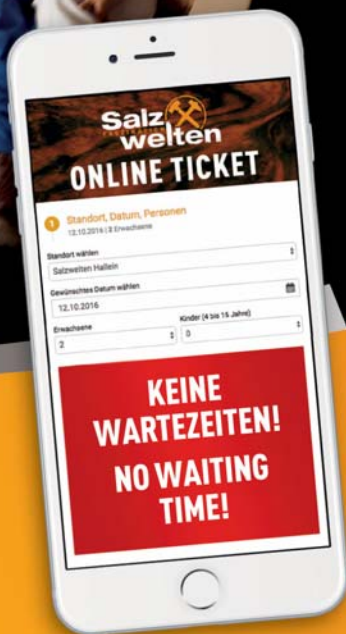 Salz
FASZINATION
welten
ONLINE TICKET
1 Standort, Datum, Personen
12.10.2016 | 2 Erwachsene
Standort wählen
Salzwelten Hallein
Gewünschtes Datum wählen
12.10.2016
Erwachsene
Kinder (4 bis 15 Jahre)
2
0
KEINE
WARTEZEITEN!
NO WAITING
TIME!